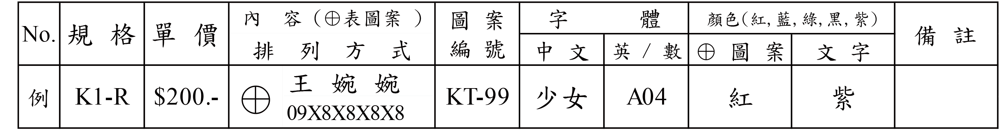 No. 規格 單價 內容(⊕表圖案) 圖案 字體 顏色(紅,藍,綠,黑,紫) 備註
排列方式 編號 中文 英/數 ⊕圖案 文字
例 K1-R $200.- ⊕ 王婉婉 KT-99 少女 A04 紅 紫
09X8X8X8X8